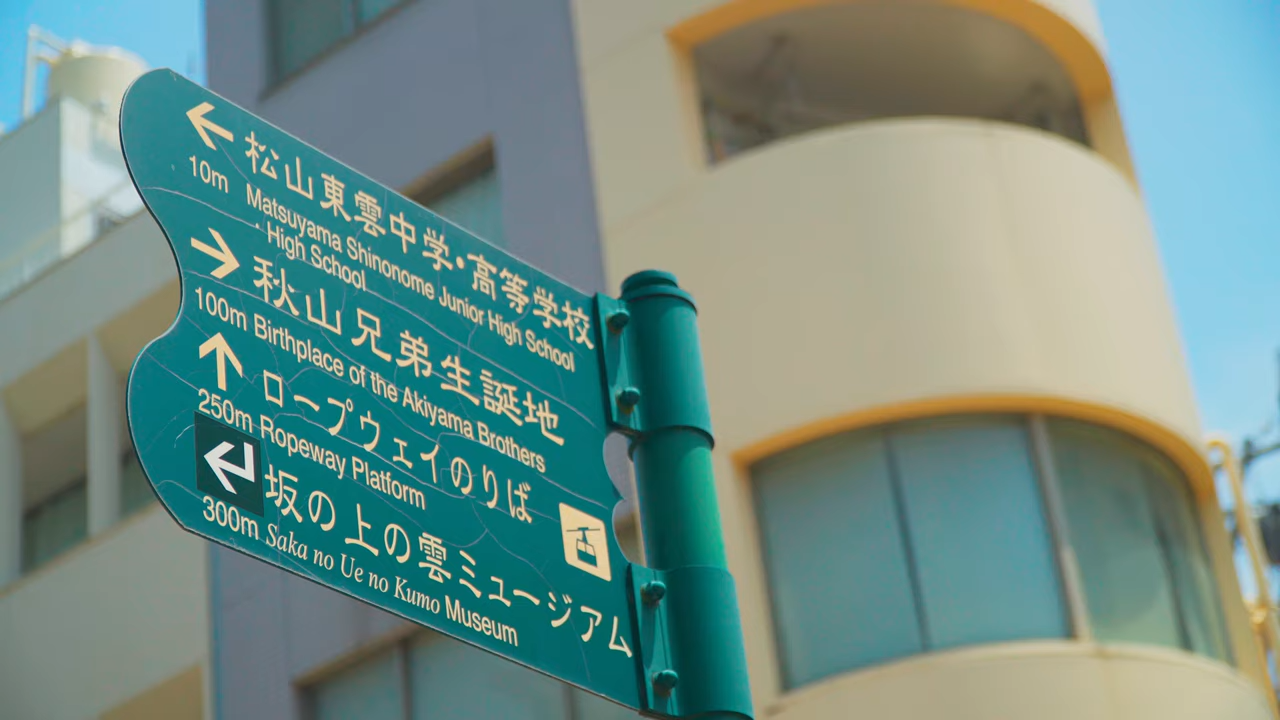 松山東雲中学・高等学校
10m Matsuyama Shinonome Junior High School
High School
秋山兄弟生誕地
100m Birthplace of the Akiyama Brothers
ロープウェイのりば
250m Ropeway Platform
坂の上の雲ミュージアム
300m Saka no Ue no Kumo Museum